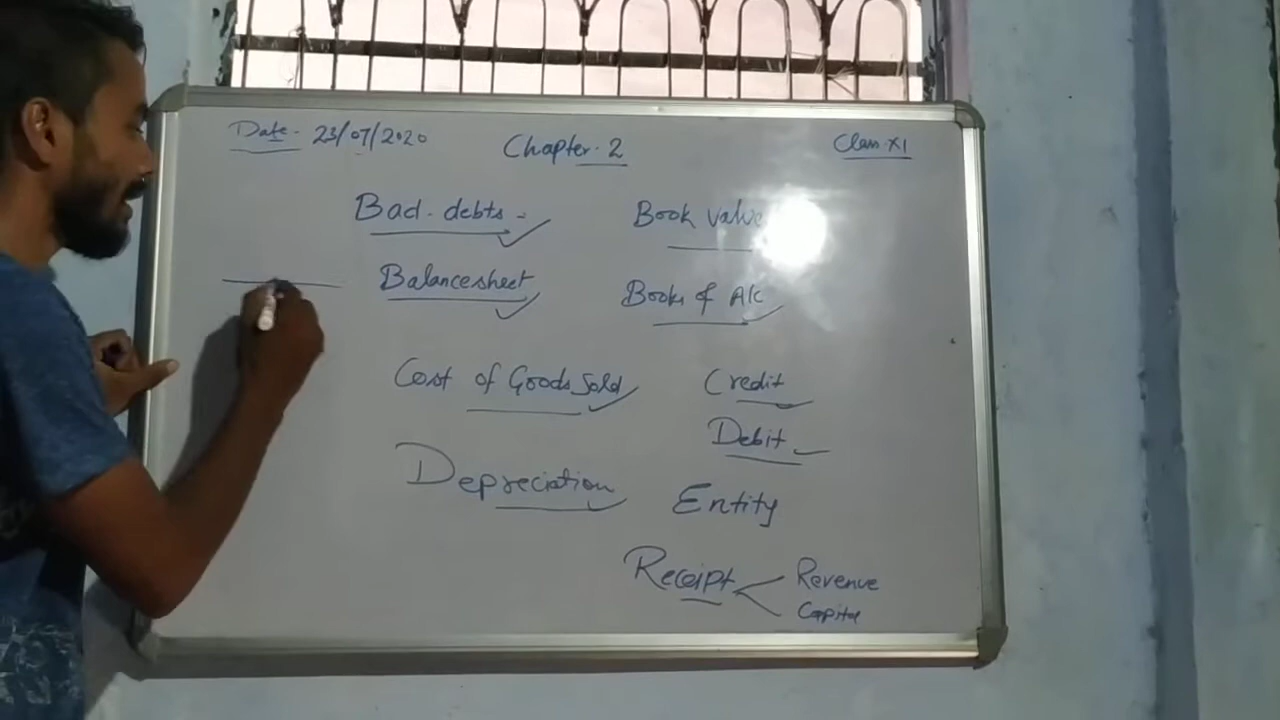 Date- 23/07/2020
Chapter-2
Class XI
Bad-debts -
Book value
Balancesheet
Books of A/c
Cost of Goods Sold
Credit
Debit
Depreciation
Entity
Receipt
Revenue
Capital